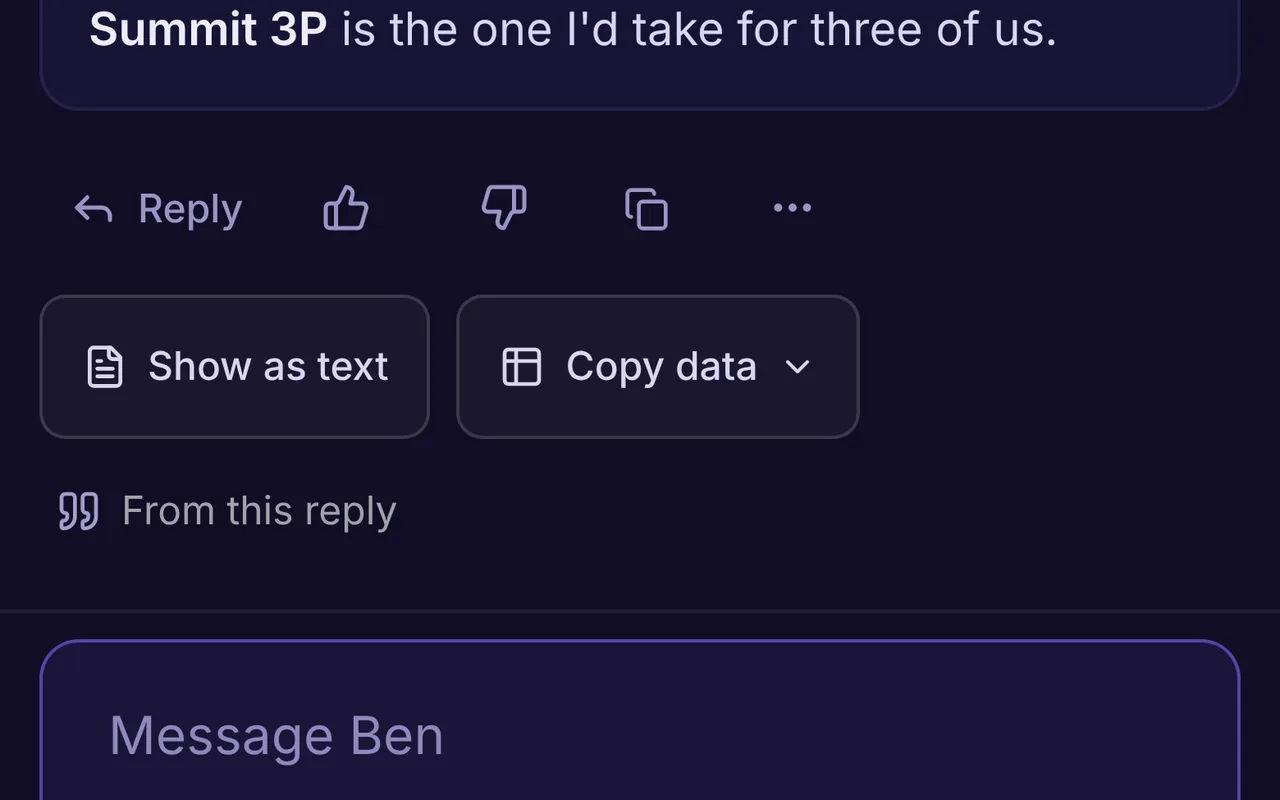 Summit 3P is the one I'd take for three of us.
Reply
Show as text
Copy data
From this reply
Message Ben